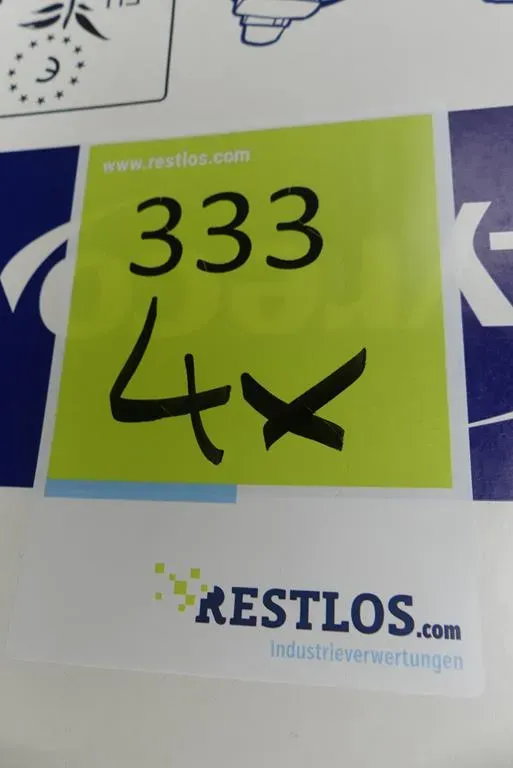 www.restlos.com
333
4x
RESTLOS.com
Industrieverwertungen